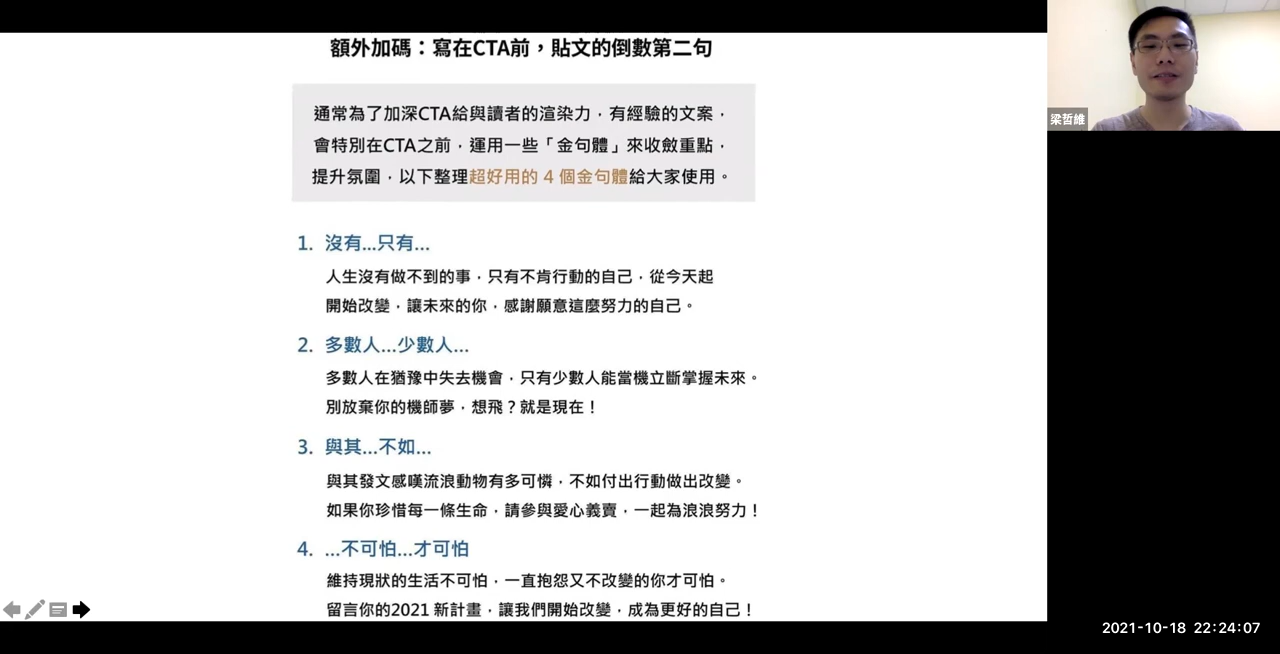 額外加碼：寫在CTA前，貼文的倒數第二句
通常為了加深CTA給與讀者的渲染力，有經驗的文案，
會特別在CTA之前，運用一些「金句體」來收斂重點，
提升氛圍，以下整理超好用的 4 個金句體給大家使用。
1. 沒有...只有...
人生沒有做不到的事，只有不肯行動的自己，從今天起
開始改變，讓未來的你，感謝願意這麼努力的自己。
2. 多數人...少數人...
多數人在猶豫中失去機會，只有少數人能當機立斷掌握未來。
別放棄你的機師夢，想飛？就是現在！
3. 與其...不如...
與其發文感嘆流浪動物有多可憐，不如付出行動做出改變。
如果你珍惜每一條生命，請參與愛心義賣，一起為浪浪努力！
4. ...不可怕...才可怕
維持現狀的生活不可怕，一直抱怨又不改變的你才可怕。
留言你的2021 新計畫，讓我們開始改變，成為更好的自己！
梁哲維
2021-10-18 22:24:07